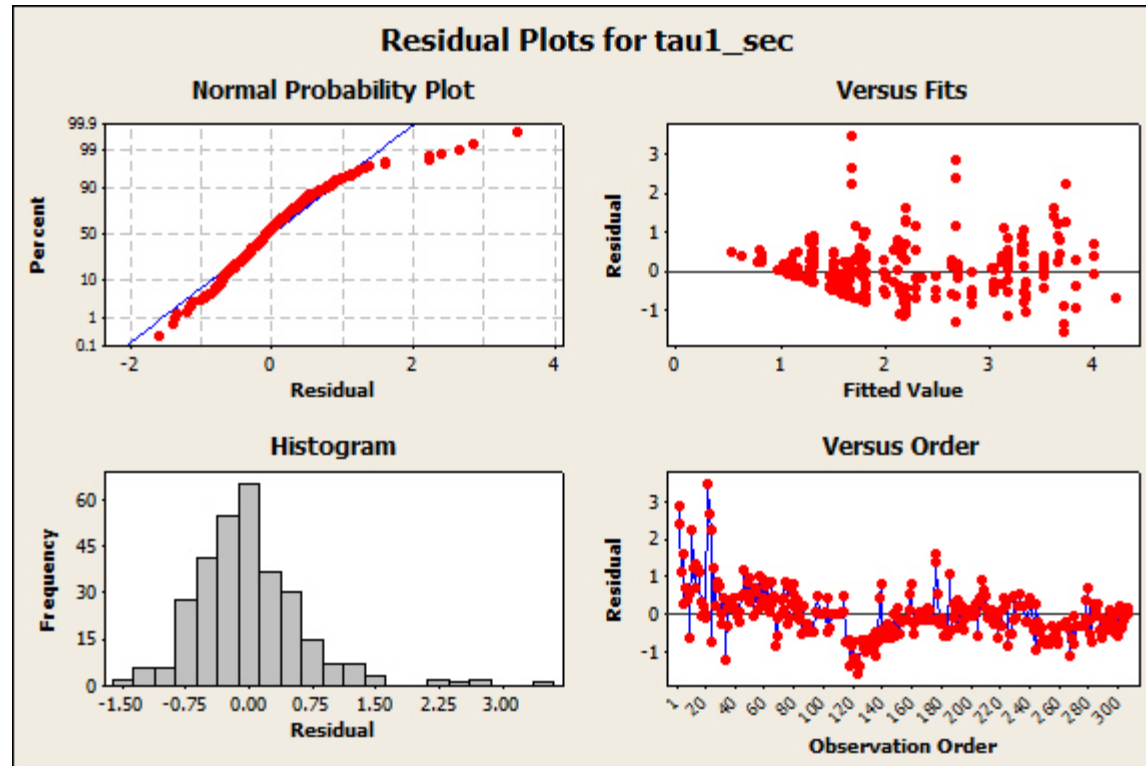 Residual Plots for tau1_sec
Normal Probability Plot
99.9
99
90
50
10
1
0.1
Percent
-2 0 2 4
Residual
Versus Fits
3
2
1
0
-1
Residual
0 1 2 3 4
Fitted Value
Histogram
60
45
30
15
0
Frequency
-1.50 -0.75 0.00 0.75 1.50 2.25 3.00
Residual
Versus Order
3
2
1
0
-1
Residual
1 20 40 60 80 100 120 140 160 180 200 220 240 260 280 300
Observation Order